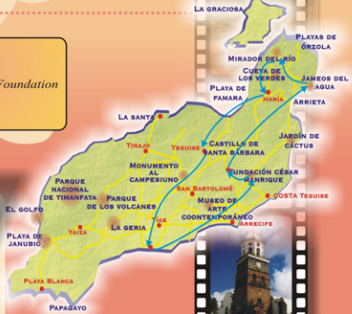 LA GRACIOSA
PLAYAS DE
ÓRZOLA
MIRADOR DEL RÍO
CUEVA DE
LOS VERDES
JAMEOS DEL
AGUA
PLAYA DE
FAMARA
HARÍA
ARRIETA
Foundation
LA SANTA
TINAJO
TEGUISE
CASTILLO DE
SANTA BÁRBARA
JARDÍN DE
CÁCTUS
MONUMENTO
AL
CAMPESIUNO
FUNDACIÓN CÉSAR
MANRIQUE
PARQUE
NACIONAL
DE TIMANFAYA
PARQUE
DE LOS VOLCANES
SAN BARTOLOMÉ
MUSEO DE
ARTE
COONTEMPORÁNEO
COSTA TEGUISE
EL GOLFO
PLAYA DE
JANUBIO
YAIZA
LA GERIA
TÍAS
ARRECIFE
PLAYA BLANCA
PAPAGAYO